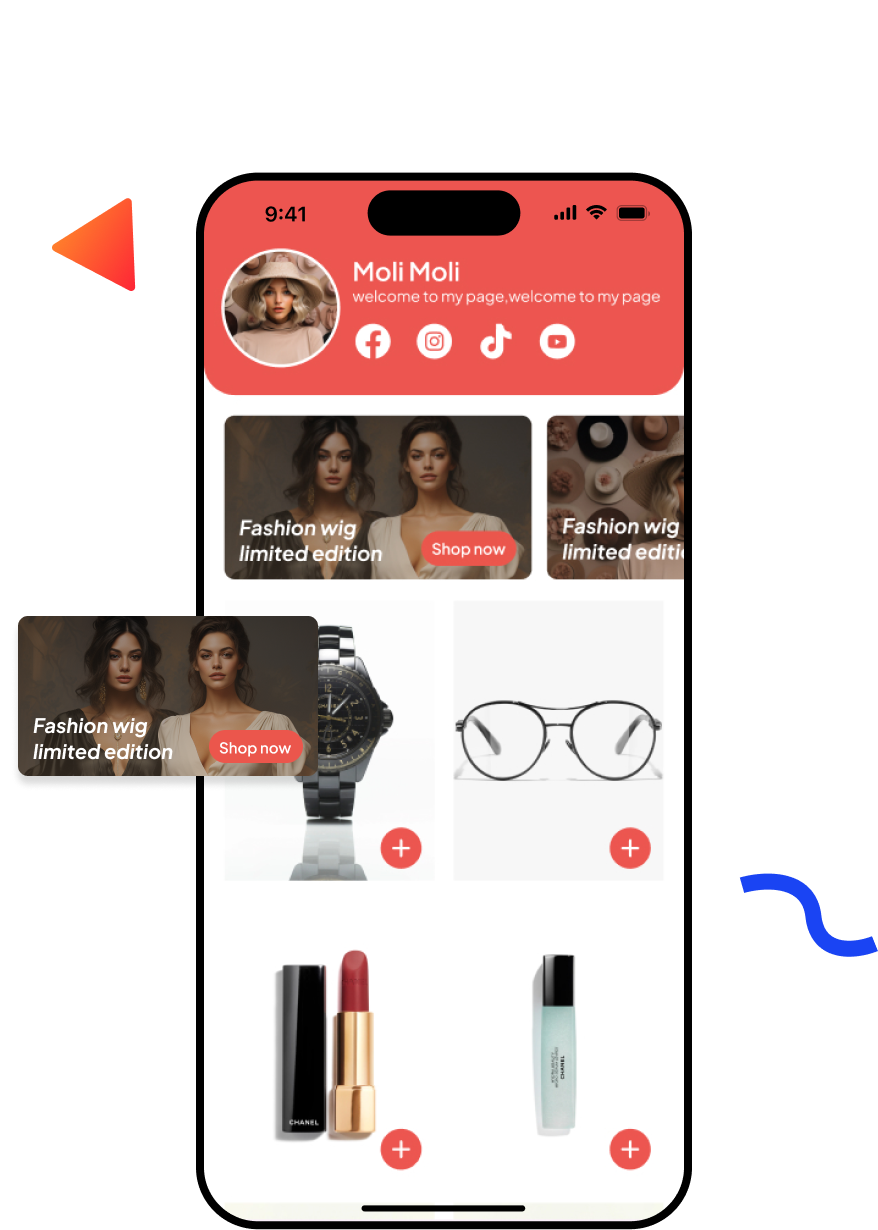 9:41
Moli Moli
welcome to my page,welcome to my page
Fashion wig
limited edition
Shop now
Fashion wig
limited editi
Fashion wig
limited edition
Shop now
CHANEL
CHANEL